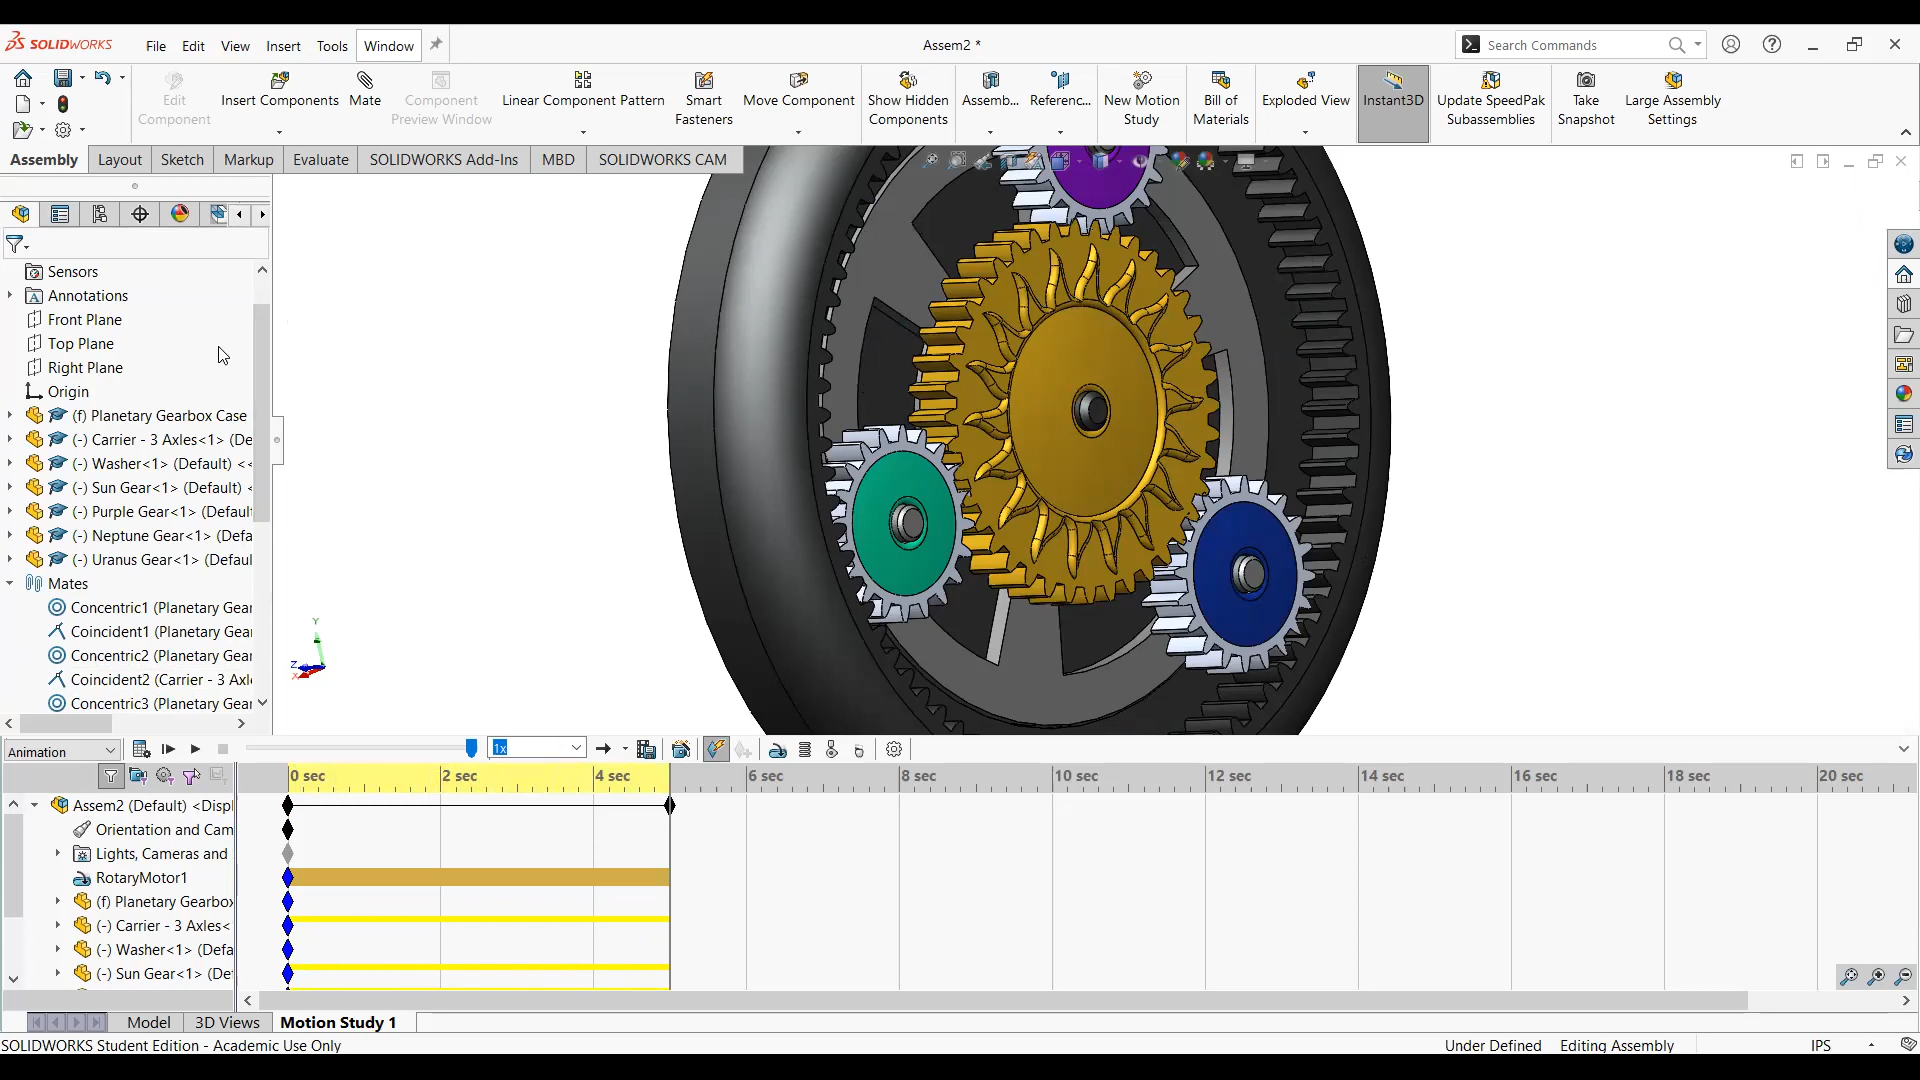 SOLIDWORKS
File Edit View Insert Tools Window
Assem2 *
Search Commands
Edit Component
Insert Components
Mate
Component Preview Window
Linear Component Pattern
Smart Fasteners
Move Component
Show Hidden Components
Assemb...
Referenc...
New Motion Study
Bill of Materials
Exploded View
Instant3D
Update SpeedPak Subassemblies
Take Snapshot
Large Assembly Settings
Assembly Layout Sketch Markup Evaluate SOLIDWORKS Add-Ins MBD SOLIDWORKS CAM
Sensors
Annotations
Front Plane
Top Plane
Right Plane
Origin
(f) Planetary Gearbox Case
(-) Carrier - 3 Axles<1> (De
(-) Washer<1> (Default) <<
(-) Sun Gear<1> (Default) <
(-) Purple Gear<1> (Defaul
(-) Neptune Gear<1> (Defa
(-) Uranus Gear<1> (Defaul
Mates
Concentric1 (Planetary Gear
Coincident1 (Planetary Gear
Concentric2 (Planetary Gear
Coincident2 (Carrier - 3 Axl
Concentric3 (Planetary Gear
Y
Z
X
Animation
1x
0 sec 2 sec 4 sec 6 sec 8 sec 10 sec 12 sec 14 sec 16 sec 18 sec 20 sec
Assem2 (Default) <Displ
Orientation and Cam
Lights, Cameras and
RotaryMotor1
(f) Planetary Gearbox
(-) Carrier - 3 Axles<
(-) Washer<1> (Defa
(-) Sun Gear<1> (Def
Model 3D Views Motion Study 1
SOLIDWORKS Student Edition - Academic Use Only
Under Defined Editing Assembly IPS